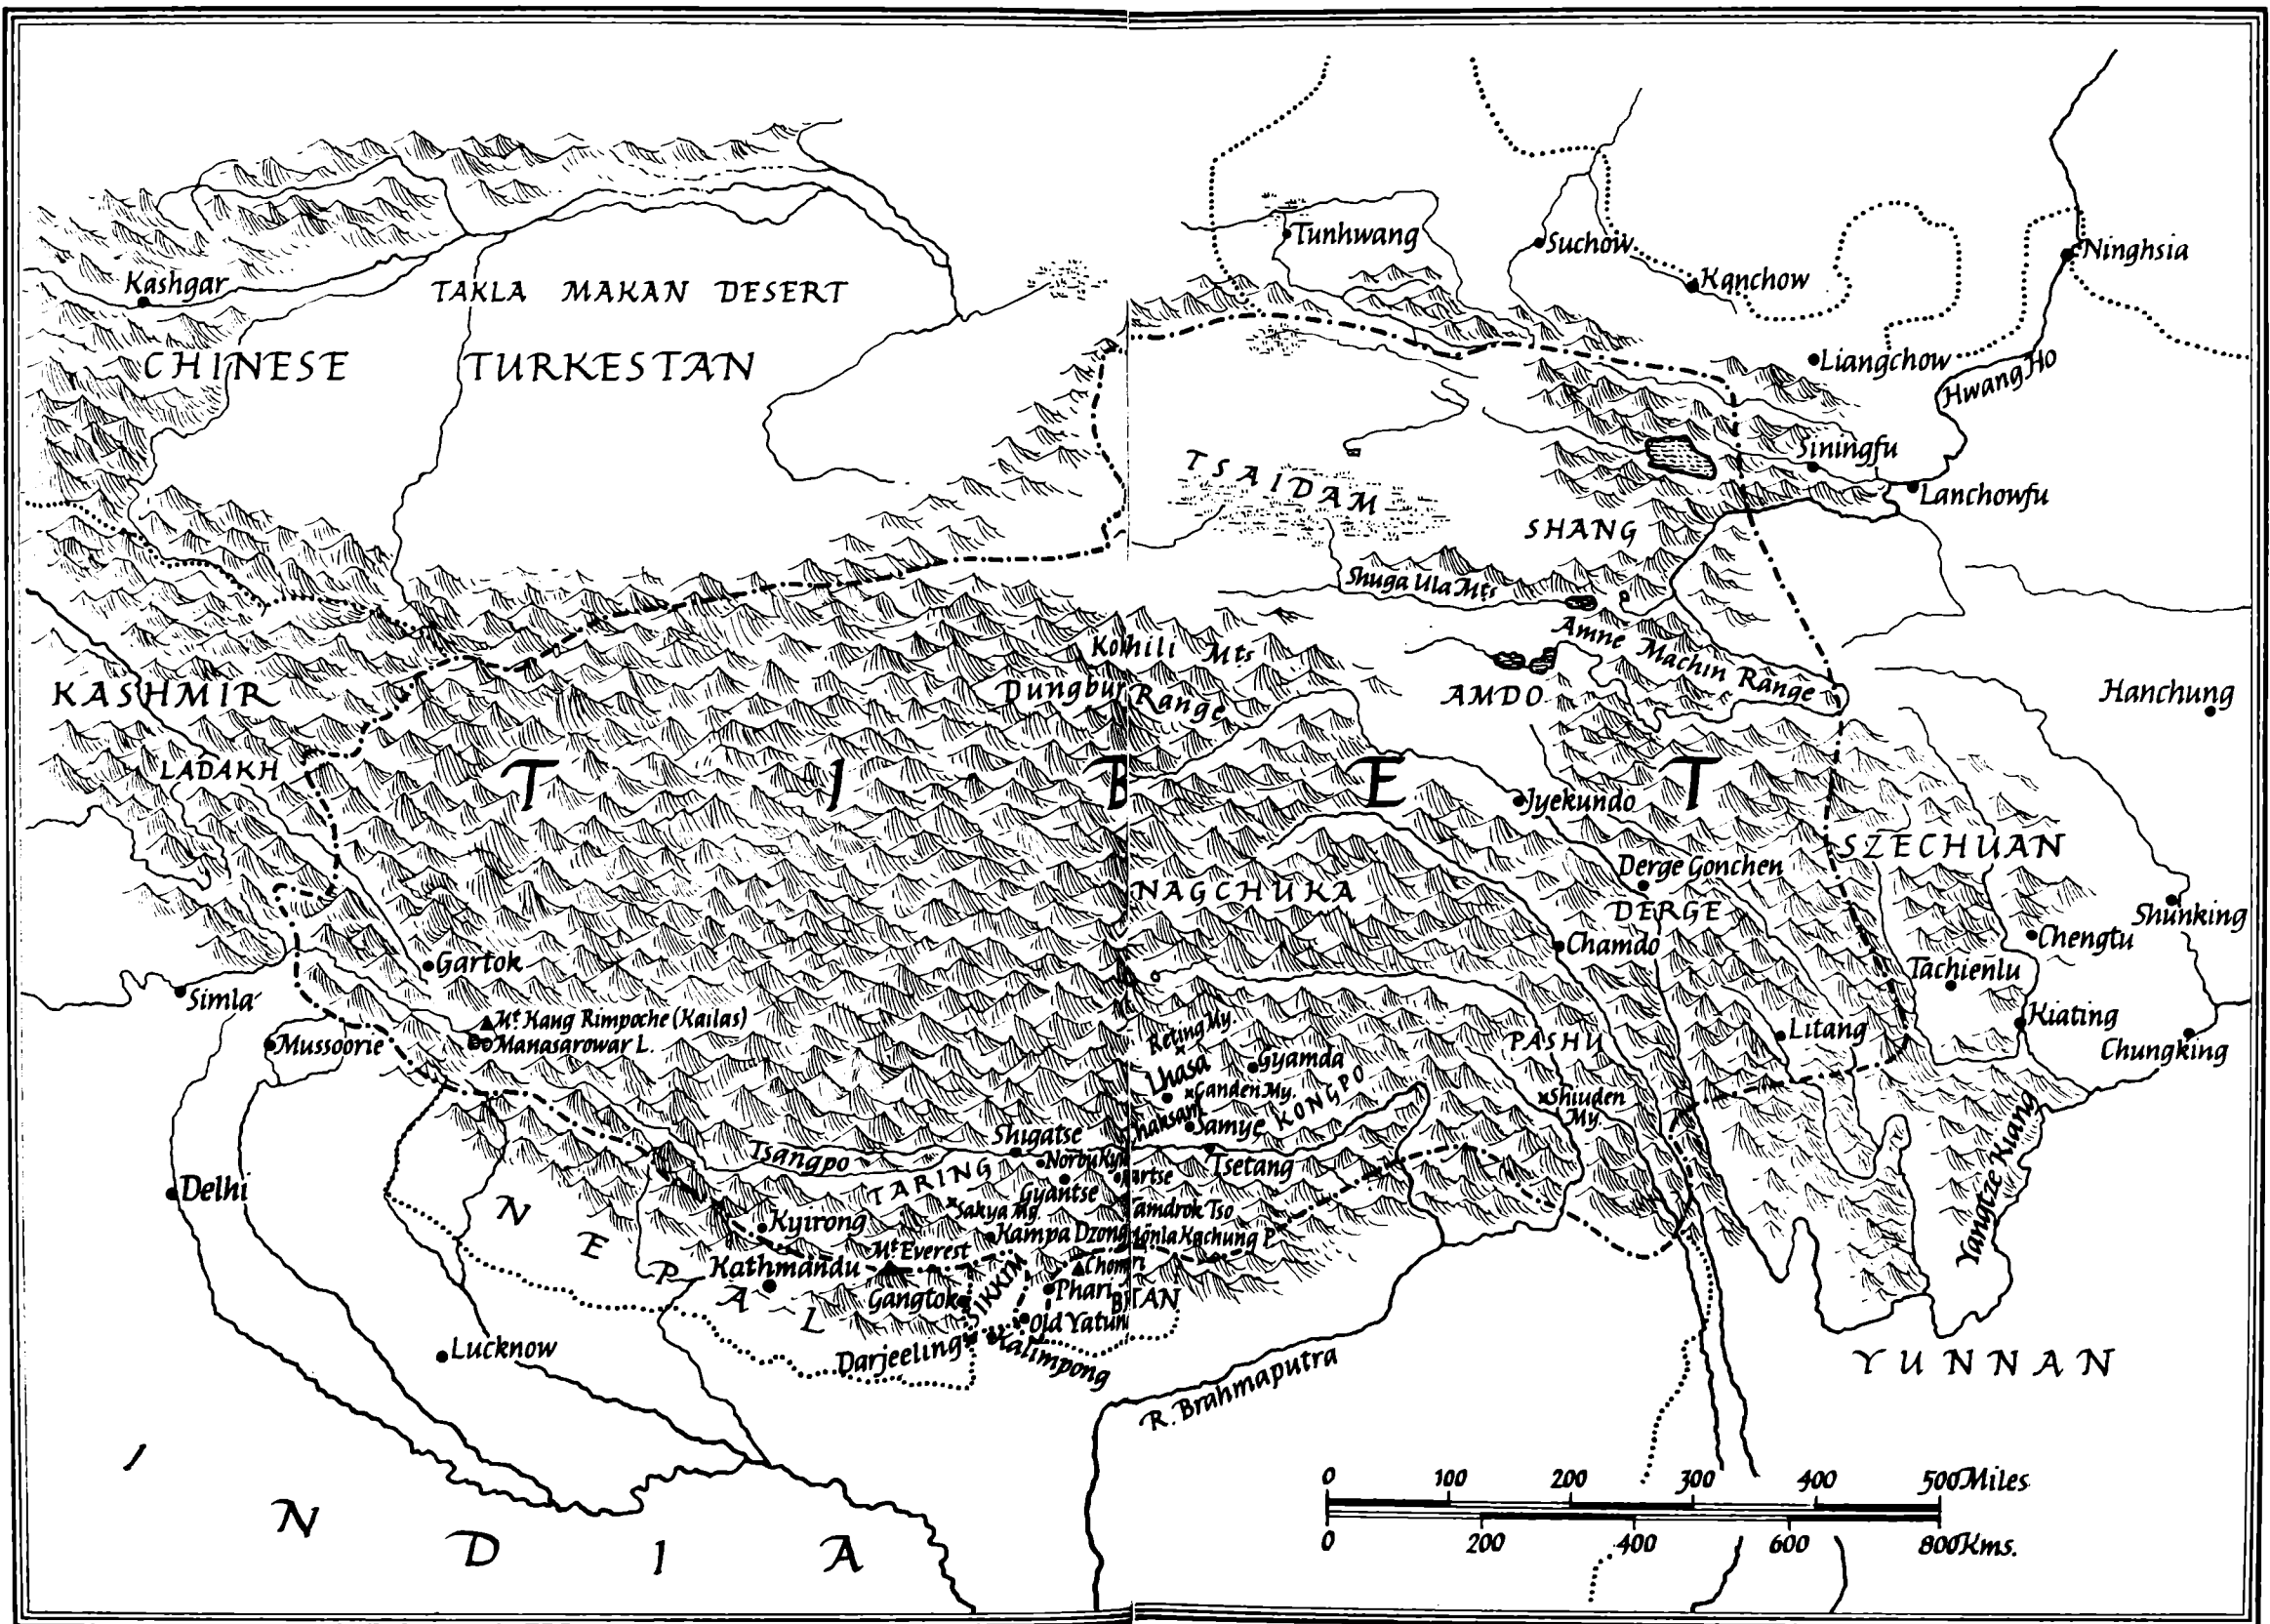 Tunhwang
Suchow
Kanchow
Ninghsia
Kashgar
TAKLA MAKAN DESERT
CHINESE TURKESTAN
Liangchow
Hwang Ho
Siningfu
Lanchowfu
TSAIDAM
SHANG
Shuga Ula Mts
Amne Machin Range
Kokhili Mts
Dungbur Range
AMDO
Hanchung
KASHMIR
LADAKH
TIBET
Jyekundo
SZECHUAN
Derge Gonchen
DERGE
NAGCHUKA
Shunking
Chengtu
Chamdo
Tachienlu
Gartok
Simla
Mt Kang Rimpoche (Kailas)
Manasarowar L.
Mussoorie
Kiating
Chungking
Litang
PASHU
Reting My.
Lhasa
Gyamda
Ganden My.
Samye
KONGPO
Shiuden My.
Shigatse
Tsangpo
TARING
Tsetang
Gyantse
Sakya My.
Delhi
Kyirong
Kampa Dzong
NEPAL
Mt Everest
Kathmandu
Gangtok
SIKKIM
Phari
Old Yatun
Darjeeling
Kalimpong
Lucknow
R. Brahmaputra
Yangtze Kiang
YUNNAN
INDIA
0 100 200 300 400 500 Miles
0 200 400 600 800 Kms.